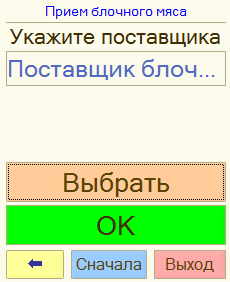 Прием блочного мяса
Укажите поставщика
Поставщик блоч...
Выбрать
OK
Сначала
Выход